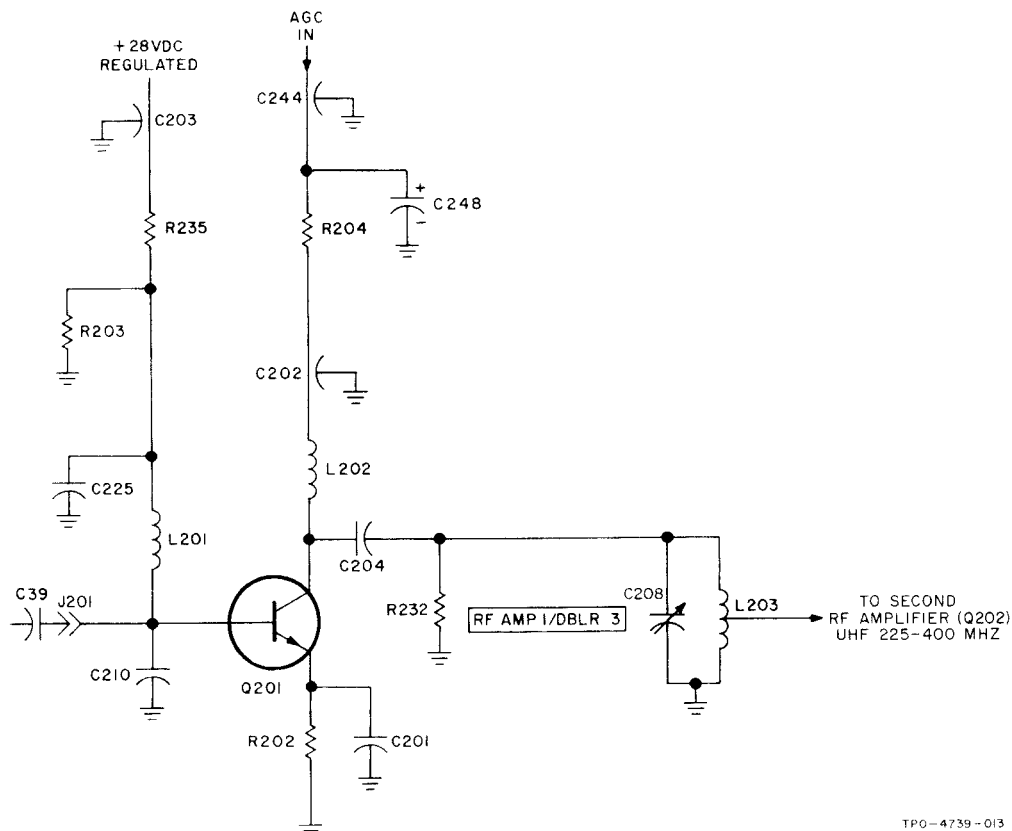 AGC
IN
+28VDC
REGULATED
C244
C203
+
C248
-
R235
R204
R203
C202
L202
C225
L201
C204
C39
J201
R232
RF AMP 1/DBLR 3
C208
L203
TO SECOND
RF AMPLIFIER (Q202)
UHF 225-400 MHZ
C210
Q201
R202
C201
TPO-4739-013